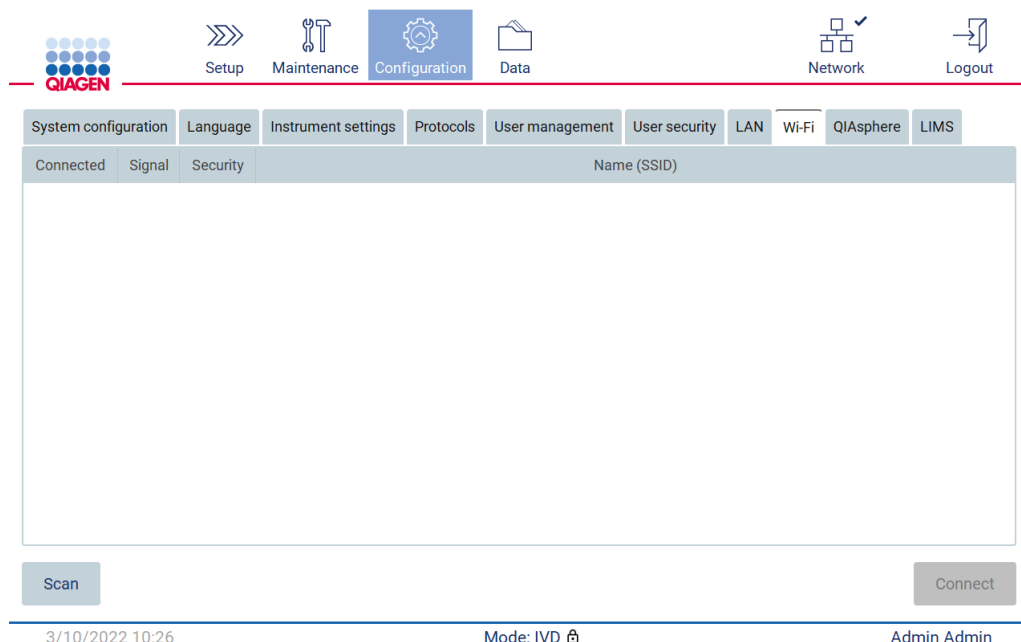 QIAGEN
Setup Maintenance Configuration Data Network Logout
System configuration Language Instrument settings Protocols User management User security LAN Wi-Fi QIAsphere LIMS
Connected Signal Security Name (SSID)
Scan Connect
3/10/2022 10:26 Mode: IVD Admin Admin